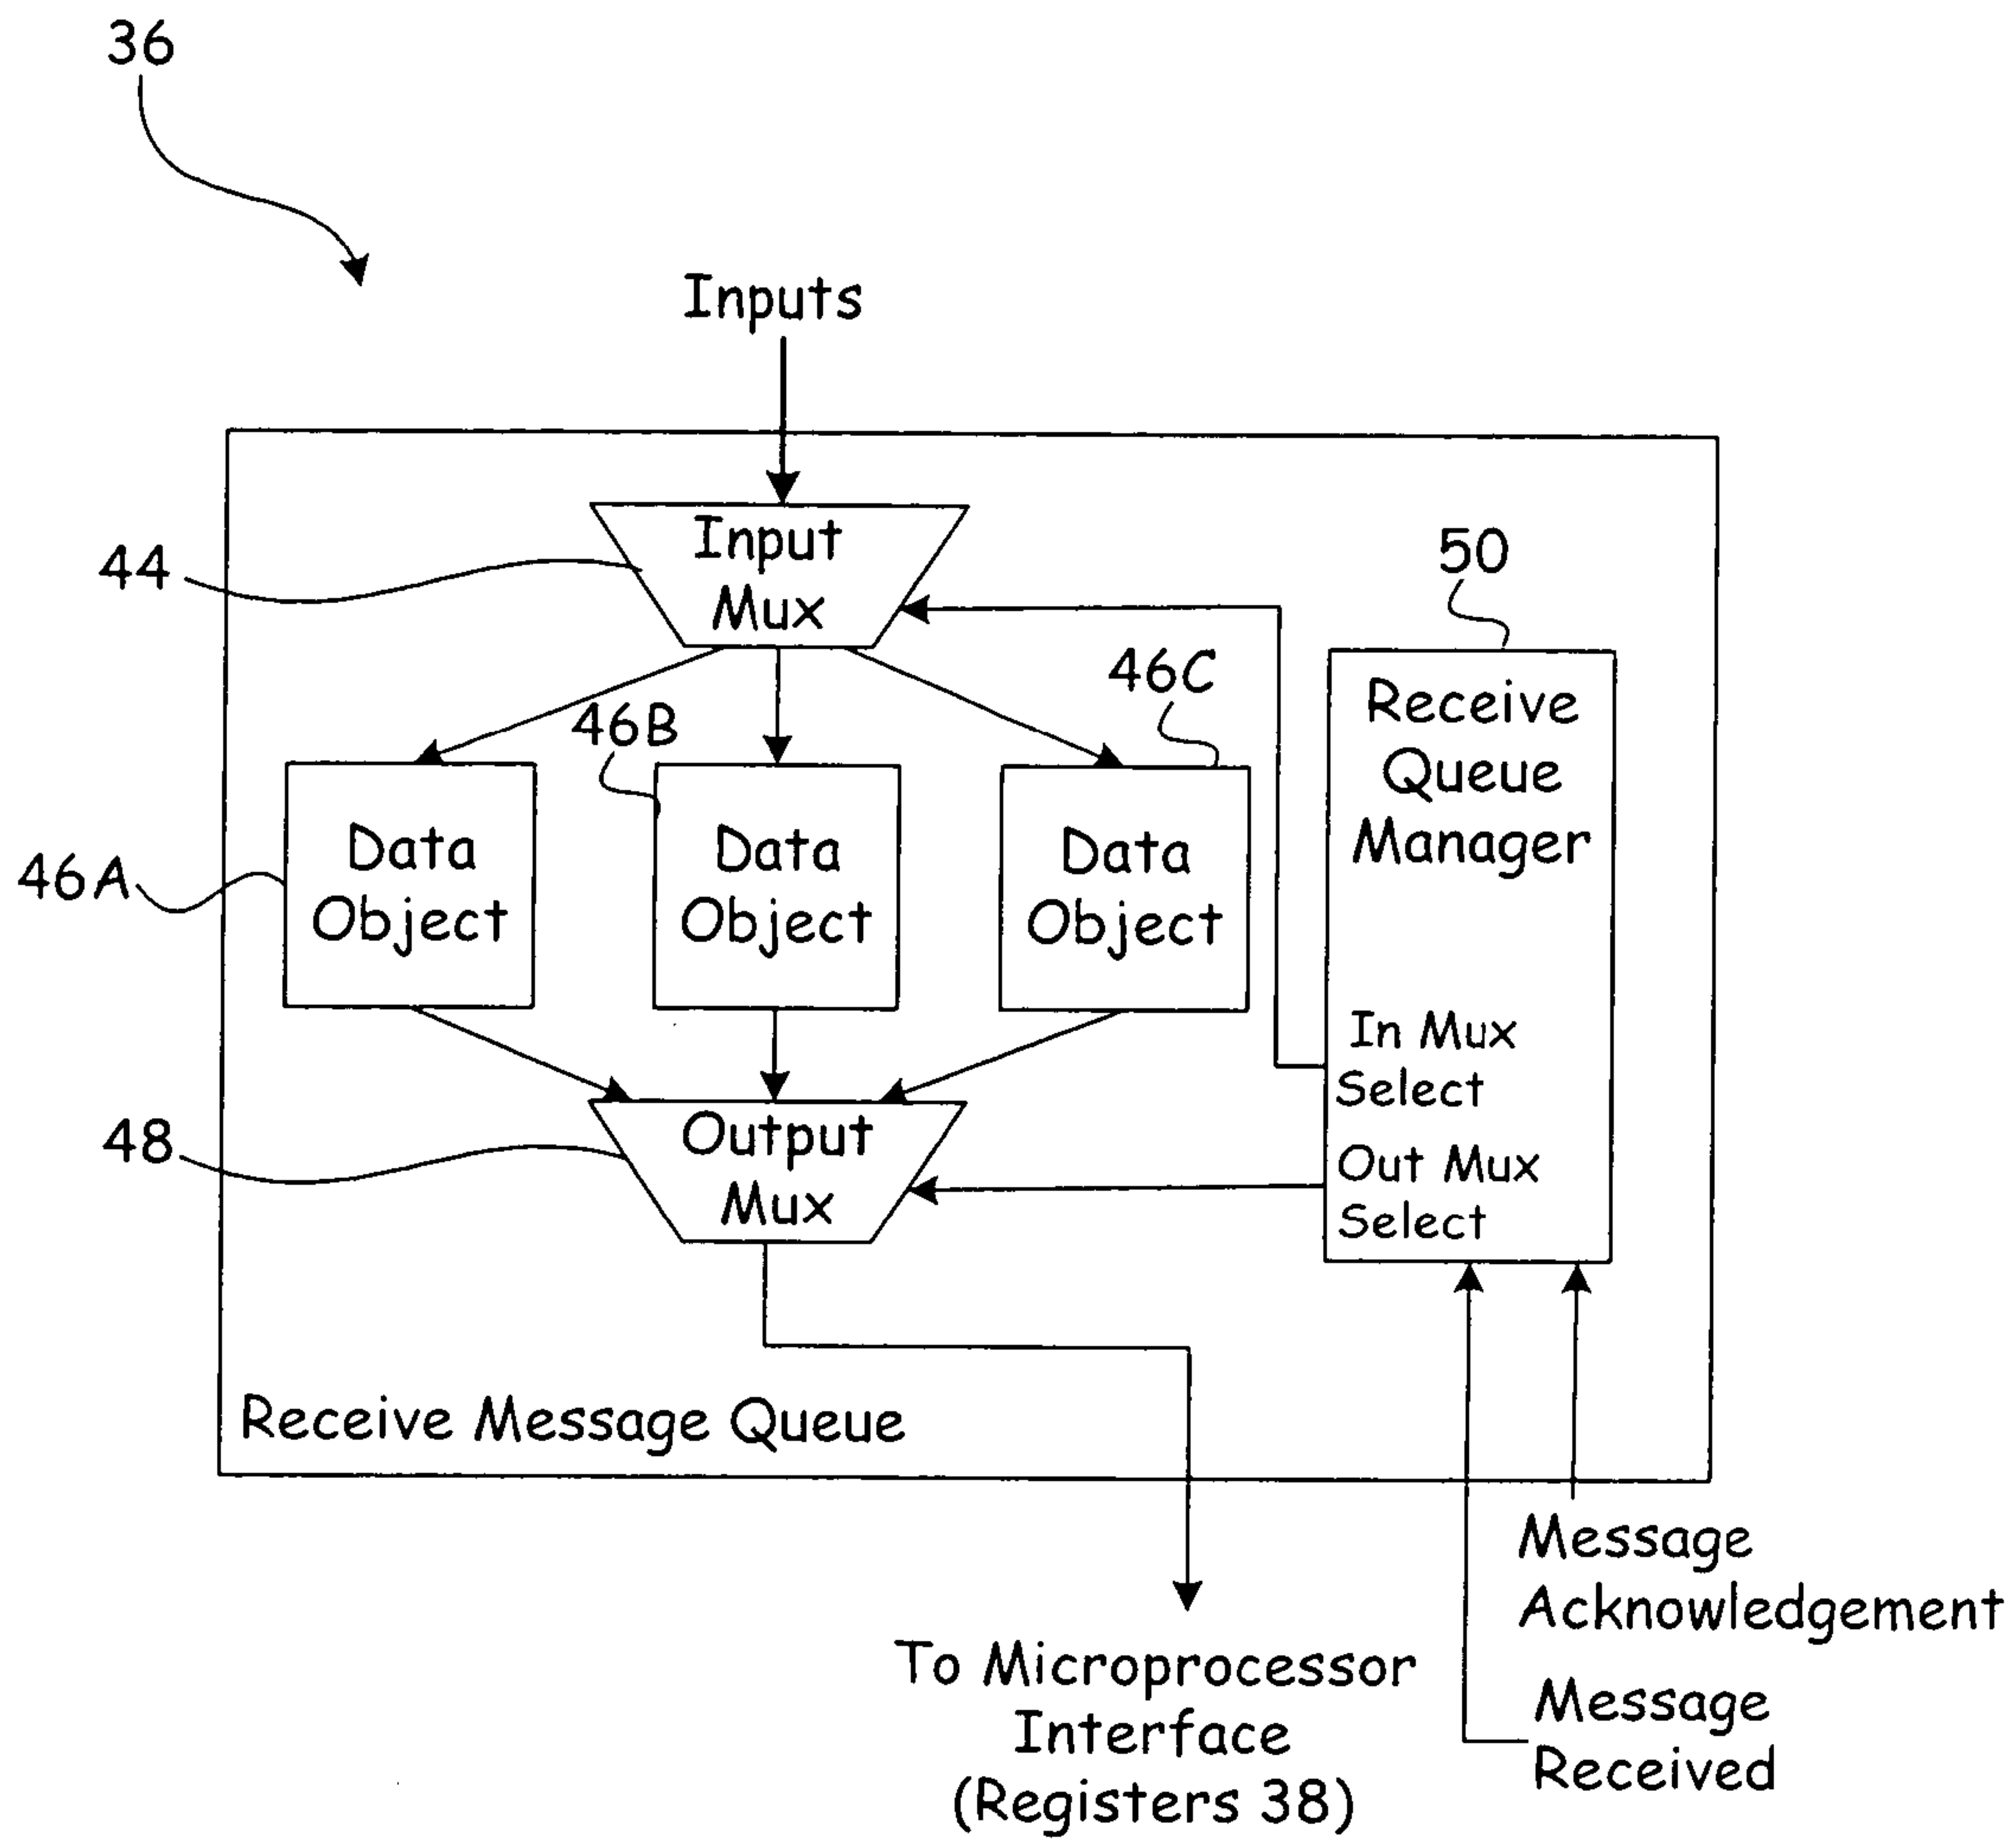 36
Inputs
Input
Mux
44
50
46C
46B
Receive
Queue
Manager
Data
Object
Data
Object
Data
Object
46A
In Mux
Select
Out Mux
Select
Output
Mux
48
Receive Message Queue
Message
Acknowledgement
To Microprocessor
Interface
(Registers 38)
Message
Received